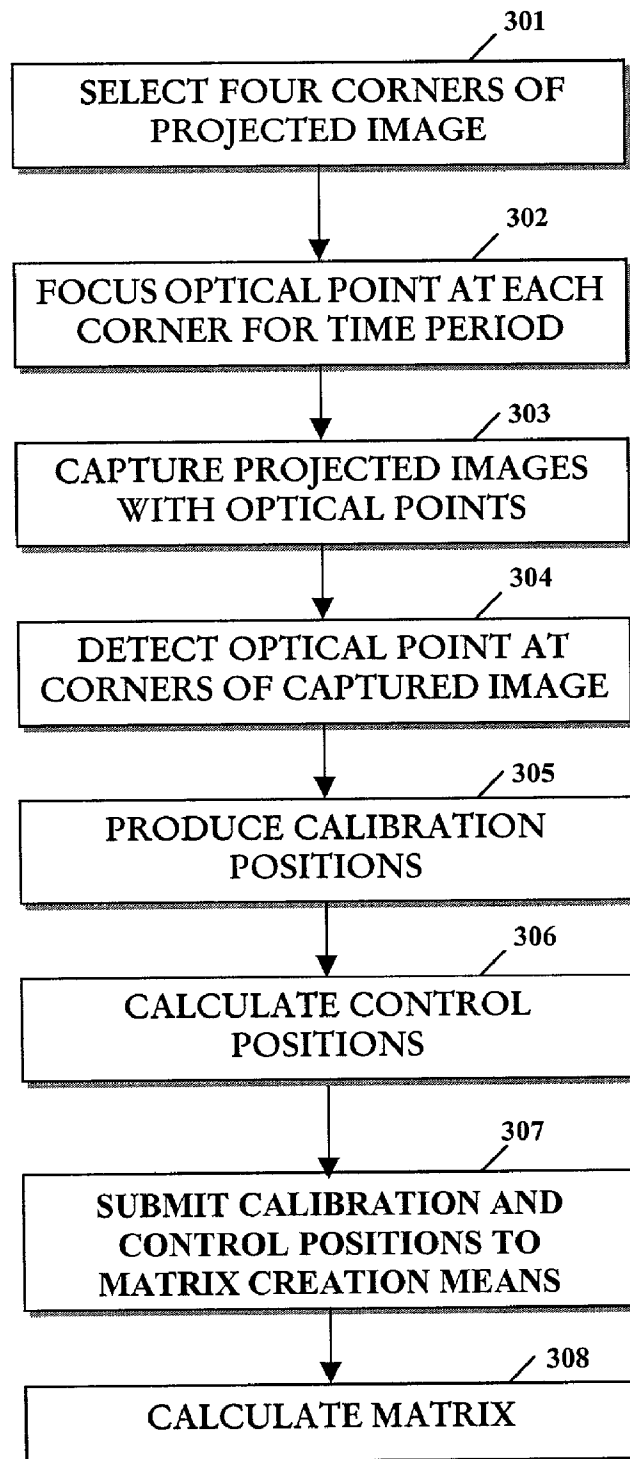 301
SELECT FOUR CORNERS OF
PROJECTED IMAGE
302
FOCUS OPTICAL POINT AT EACH
CORNER FOR TIME PERIOD
303
CAPTURE PROJECTED IMAGES
WITH OPTICAL POINTS
304
DETECT OPTICAL POINT AT
CORNERS OF CAPTURED IMAGE
305
PRODUCE CALIBRATION
POSITIONS
306
CALCULATE CONTROL
POSITIONS
307
SUBMIT CALIBRATION AND
CONTROL POSITIONS TO
MATRIX CREATION MEANS
308
CALCULATE MATRIX